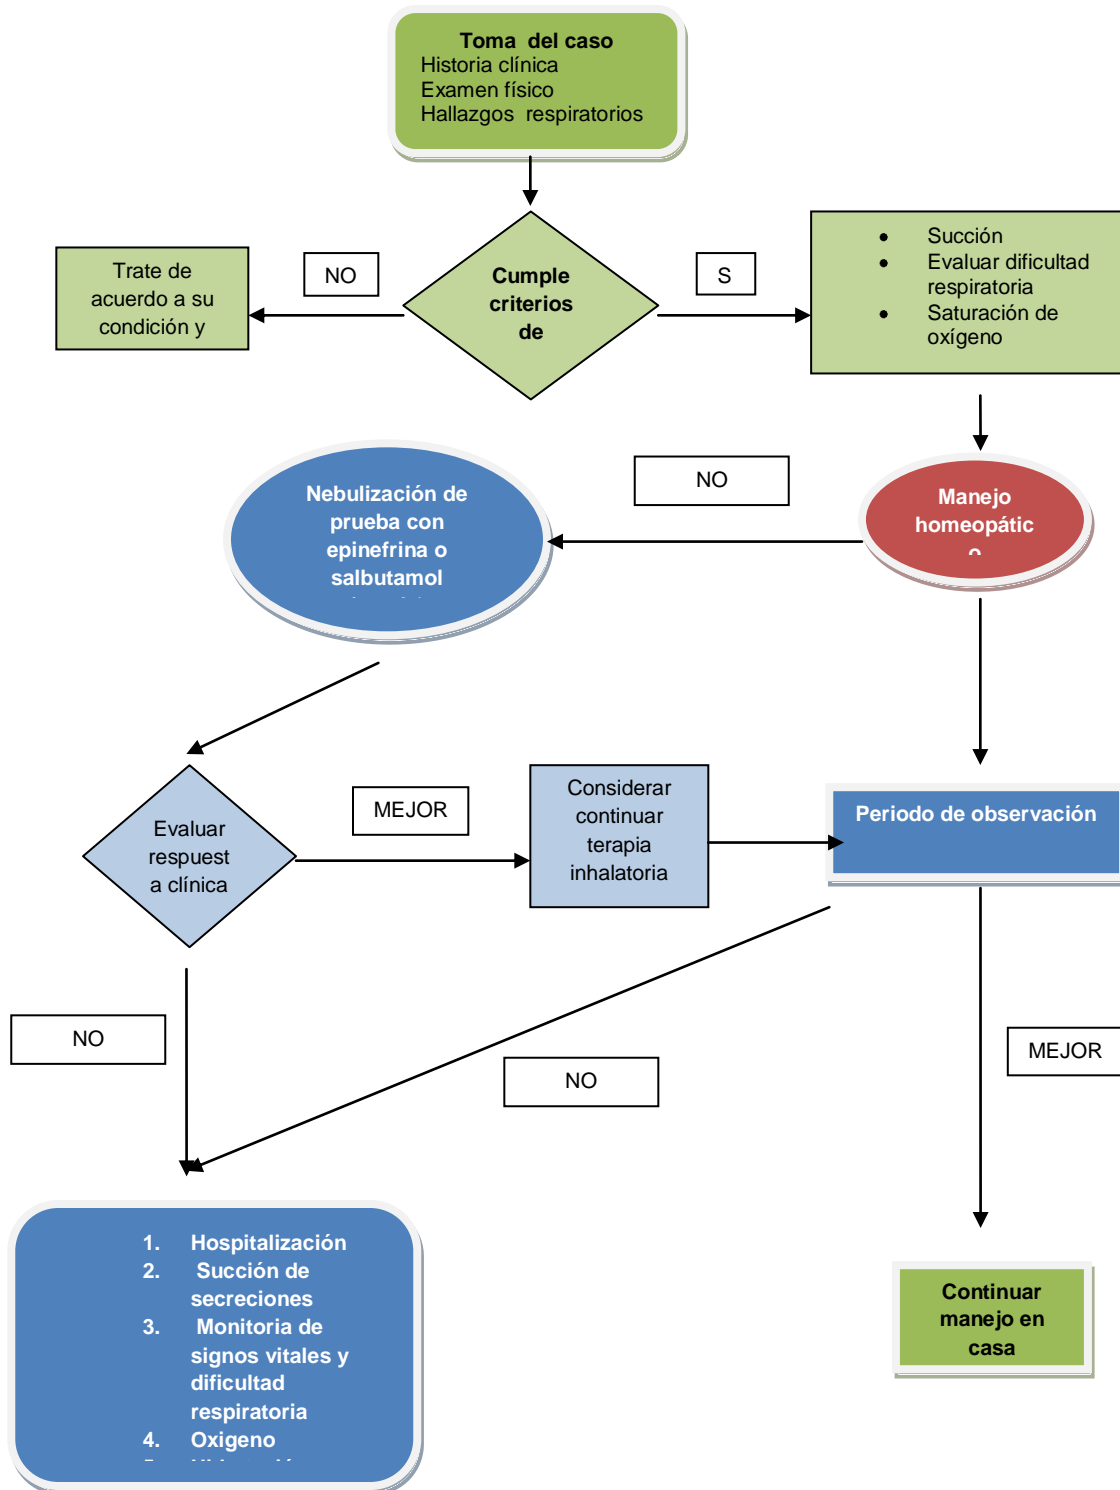 Toma del caso
Historia clínica
Examen físico
Hallazgos respiratorios
NO
S
Trate de
acuerdo a su
condición y
Cumple
criterios
de
• Succión
• Evaluar dificultad
respiratoria
• Saturación de
oxígeno
NO
Nebulización de
prueba con
epinefrina o
salbutamol
Manejo
homeopátic
o
Evaluar
respuest
a clínica
MEJOR
Considerar
continuar
terapia
inhalatoria
Periodo de observación
NO
NO
MEJOR
1. Hospitalización
2. Succión de
secreciones
3. Monitoria de
signos vitales y
dificultad
respiratoria
4. Oxigeno
Continuar
manejo en
casa